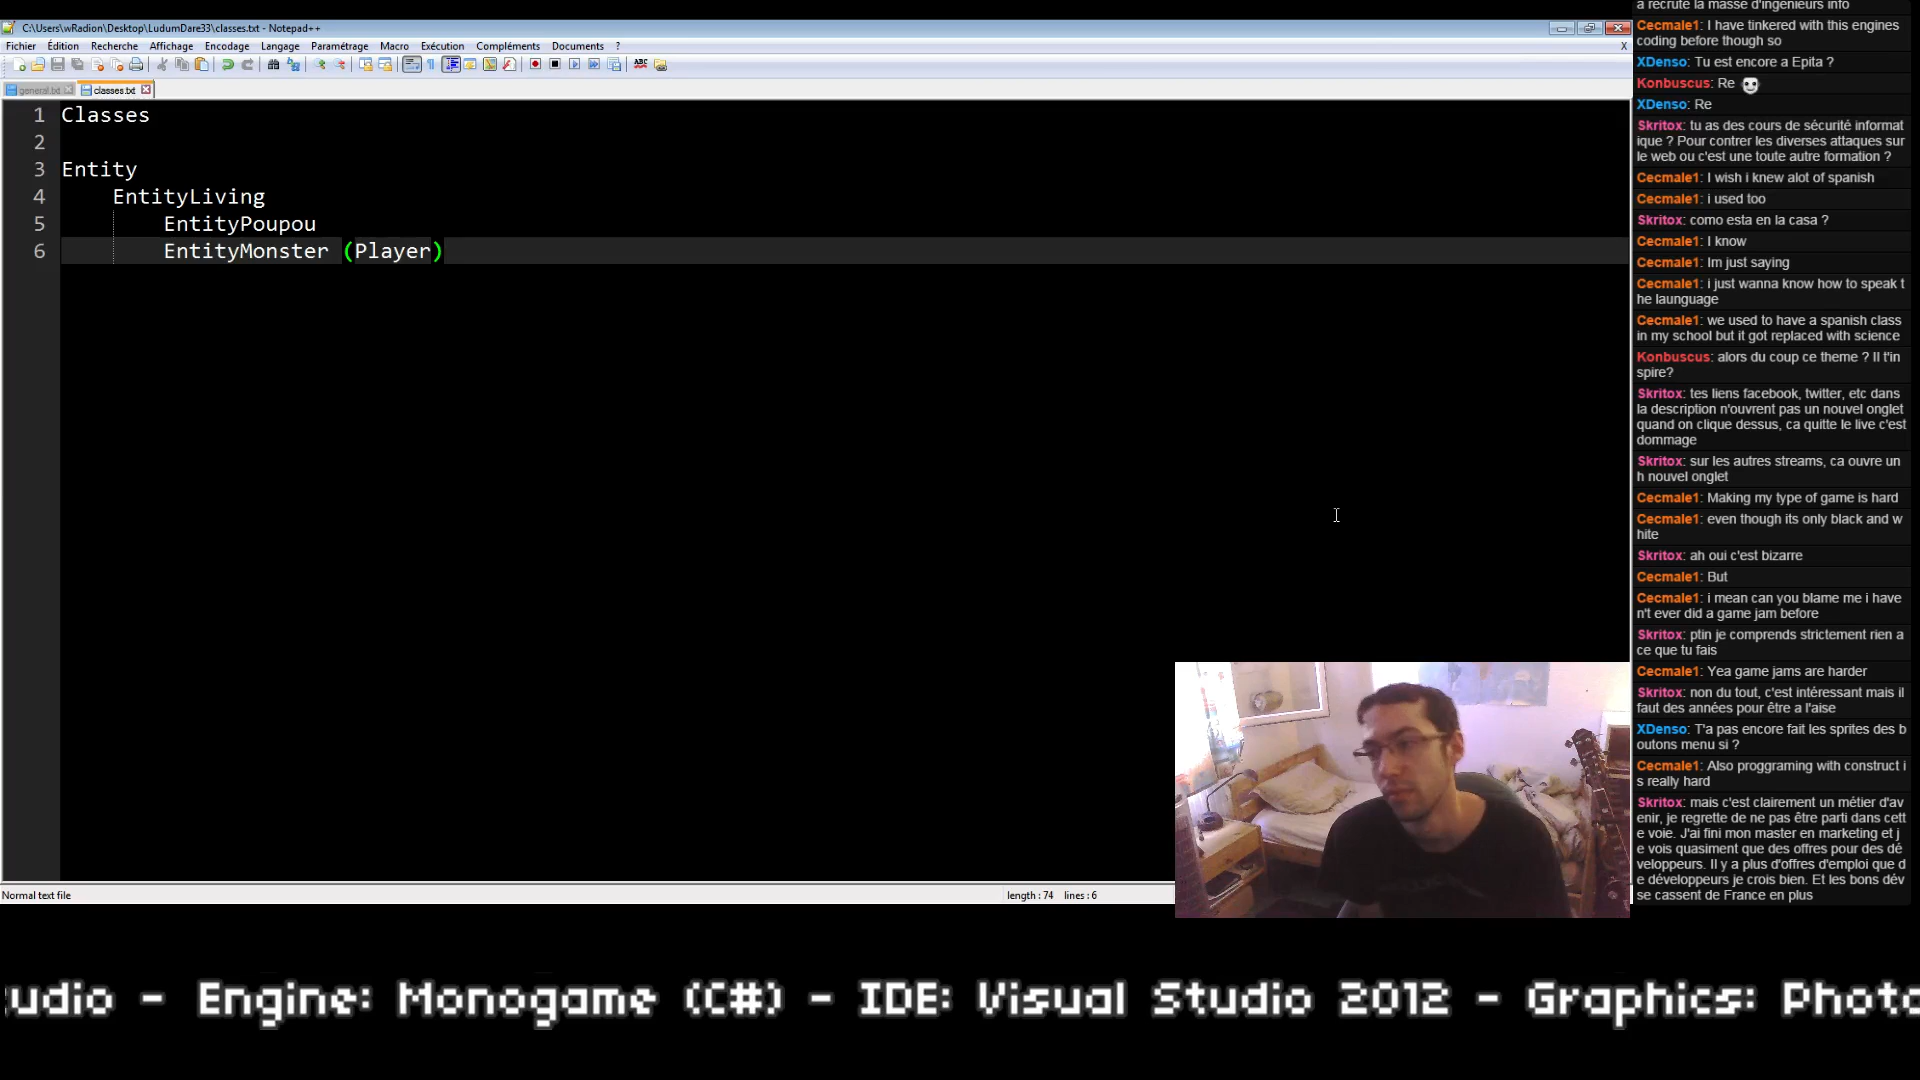 C:\Users\wRadion\Desktop\LudumDare33\classes.txt - Notepad++
Fichier Édition Recherche Affichage Encodage Langage Paramétrage Macro Exécution Compléments Documents ? X
general.txt classes.txt
1 Classes
2
3 Entity
4 EntityLiving
5 EntityPoupou
6 EntityMonster (Player)
Normal text file length : 74 lines : 6
a recruté la masse d'ingénieurs info
Cecmale1: I have tinkered with this engines
coding before though so
XDenso: Tu est encore a Epita ?
Konbuscus: Re
XDenso: Re
Skritox: tu as des cours de sécurité informat
ique ? Pour contrer les diverses attaques sur
le web ou c'est une toute autre formation ?
Cecmale1: I wish i knew alot of spanish
Cecmale1: i used too
Skritox: como esta en la casa ?
Cecmale1: I know
Cecmale1: Im just saying
Cecmale1: i just wanna know how to speak t
he launguage
Cecmale1: we used to have a spanish class
in my school but it got replaced with science
Konbuscus: alors du coup ce theme ? Il t'in
spire?
Skritox: tes liens facebook, twitter, etc dans
la description n'ouvrent pas un nouvel onglet
quand on clique dessus, ca quitte le live c'est
dommage
Skritox: sur les autres streams, ca ouvre un
h nouvel onglet
Cecmale1: Making my type of game is hard
Cecmale1: even though its only black and w
hite
Skritox: ah oui c'est bizarre
Cecmale1: But
Cecmale1: i mean can you blame me i have
n't ever did a game jam before
Skritox: ptin je comprends strictement rien a
ce que tu fais
Cecmale1: Yea game jams are harder
Skritox: non du tout, c'est intéressant mais il
faut des années pour être a l'aise
XDenso: T'a pas encore fait les sprites des b
outons menu si ?
Cecmale1: Also proggraming with construct i
s really hard
Skritox: mais c'est clairement un métier d'av
enir, je regrette de ne pas être parti dans cett
e voie. J'ai fini mon master en marketing et j
e vois quasiment que des offres pour des dé
veloppeurs. Il y a plus d'offres d'emploi que d
e développeurs je crois bien. Et les bons dév
se cassent de France en plus
tudio - Engine: Monogame (C#) - IDE: Visual Studio 2012 - Graphics: Photo